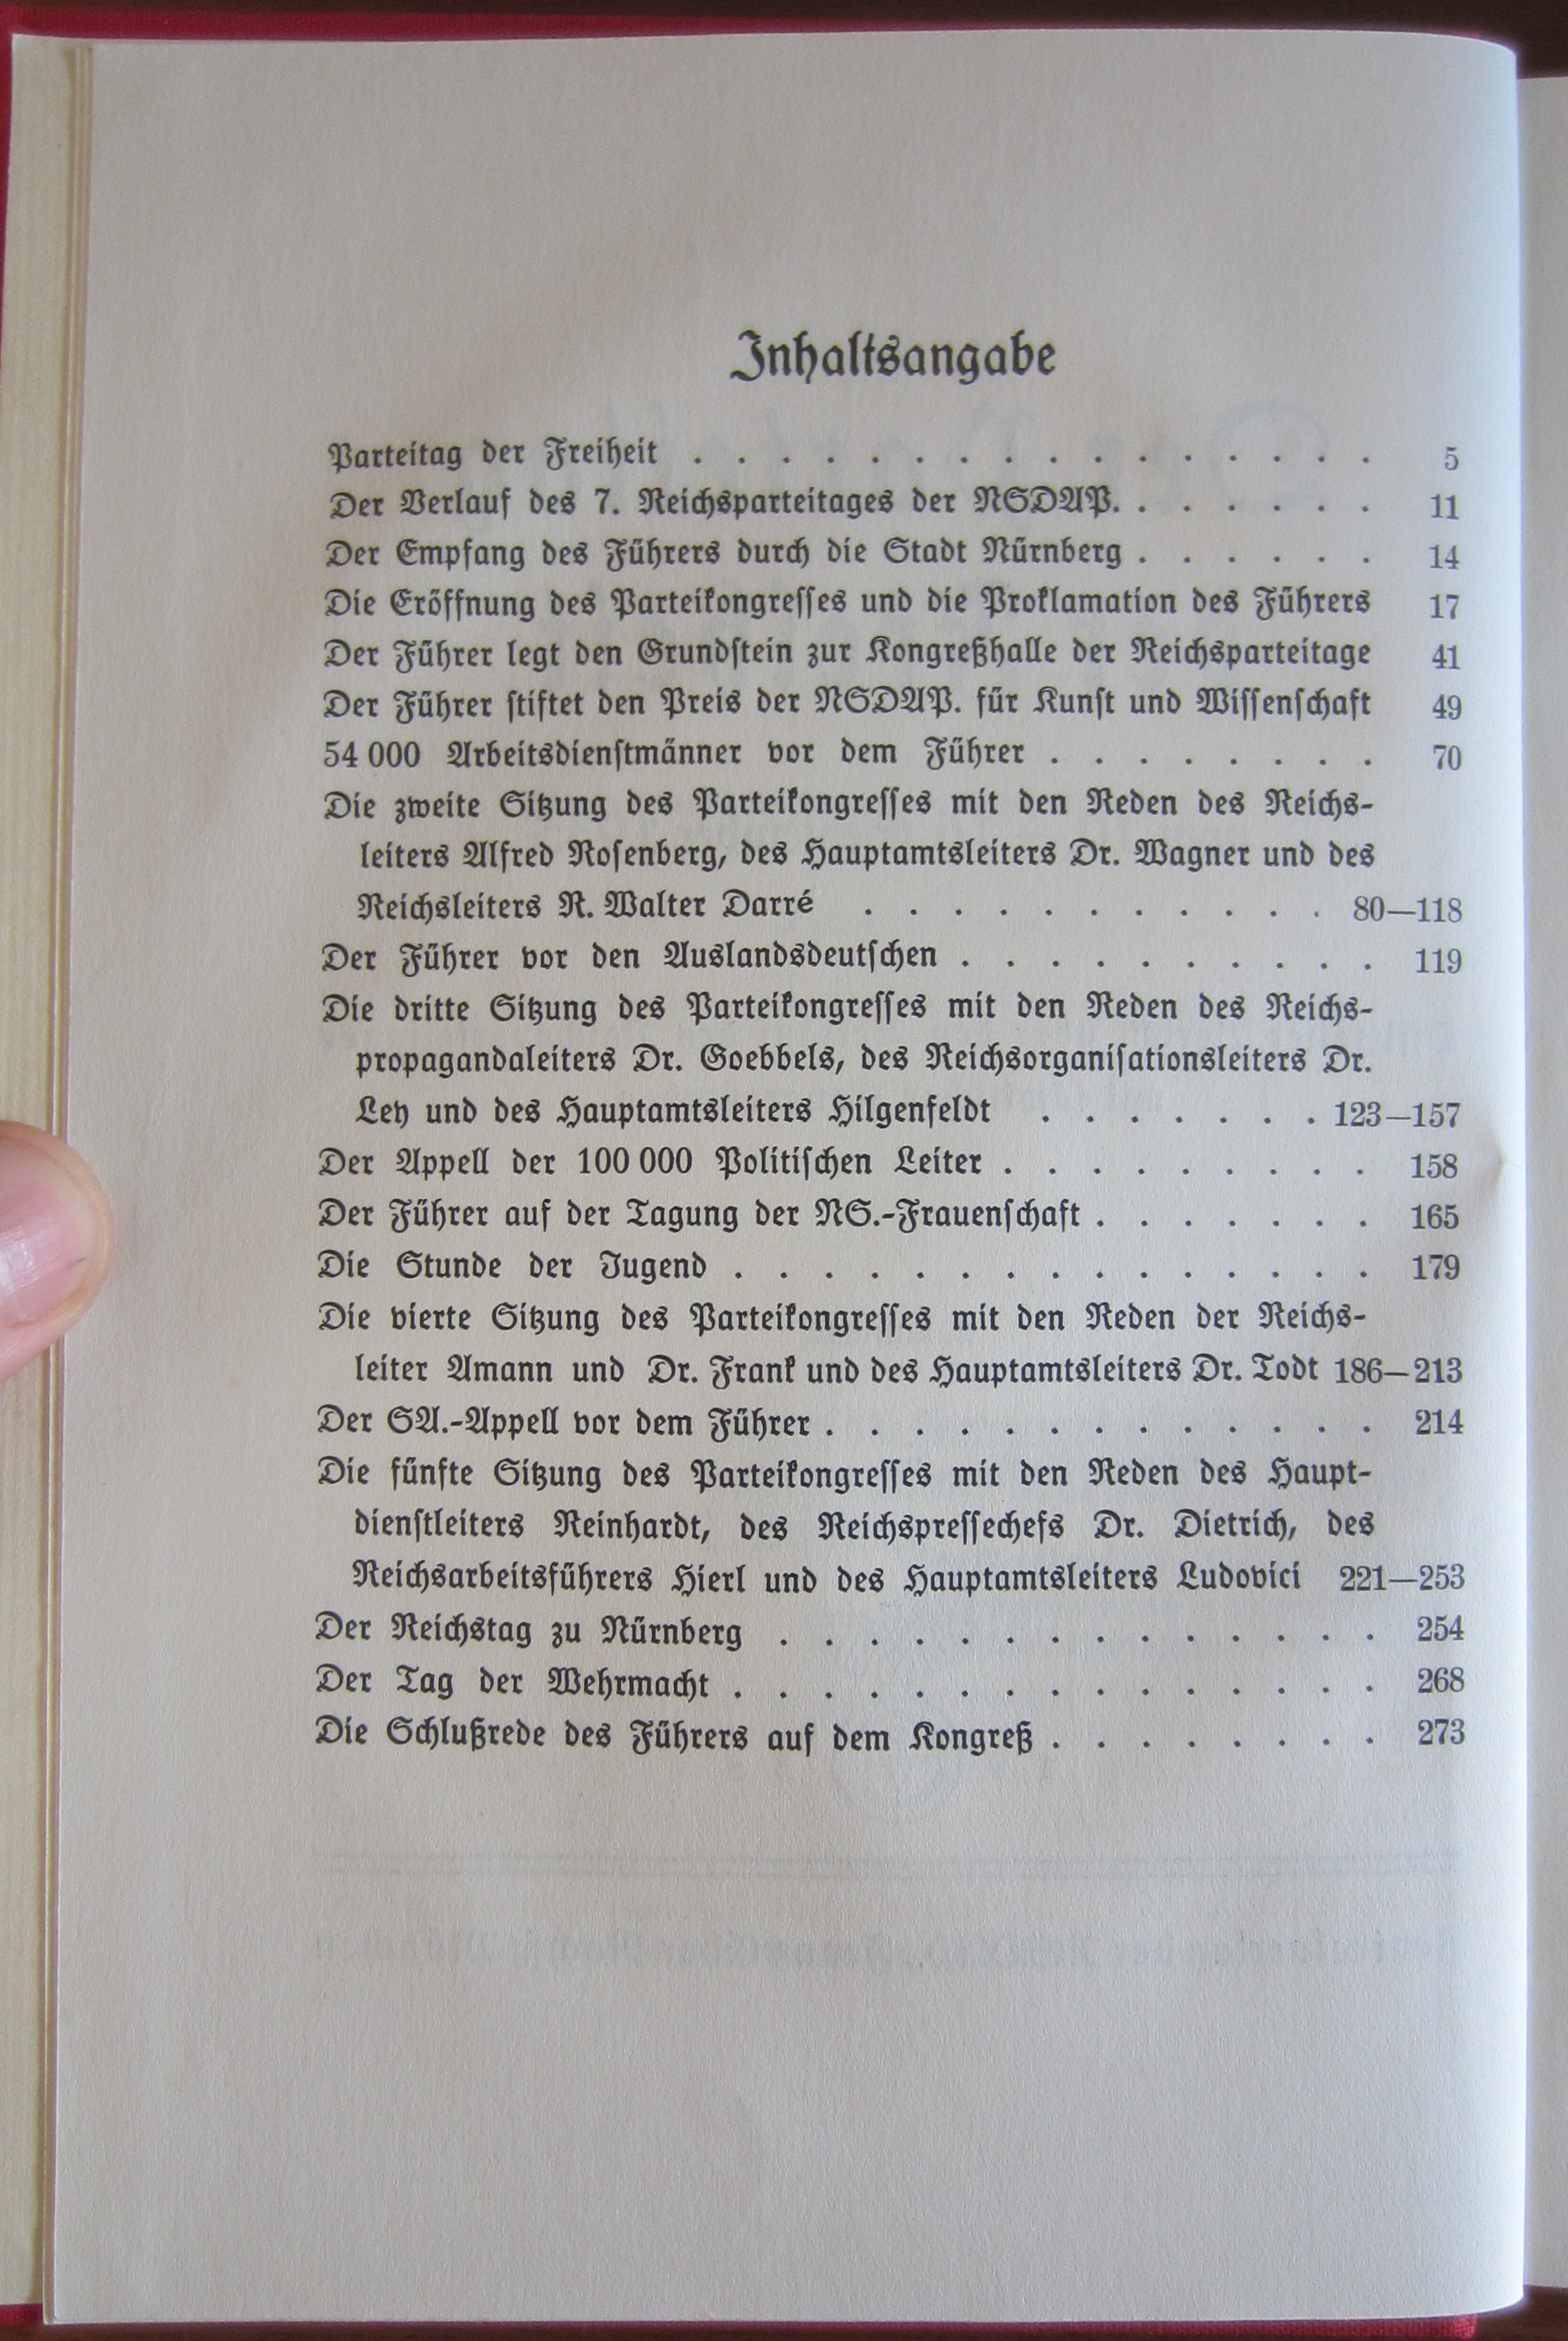 Inhaltsangabe
Parteitag der Freiheit . . . . . . . . . . . . . . . . 5
Der Verlauf des 7. Reichsparteitages der NSDAP. . . . . . . 11
Der Empfang des Führers durch die Stadt Nürnberg . . . . . . 14
Die Eröffnung des Parteikongreſſes und die Proklamation des Führers 17
Der Führer legt den Grundſtein zur Kongreßhalle der Reichsparteitage 41
Der Führer ſtiftet den Preis der NSDAP. für Kunſt und Wiſſenſchaft 49
54 000 Arbeitsdienſtmänner vor dem Führer . . . . . . . . 70
Die zweite Sitzung des Parteikongreſſes mit den Reden des Reichs-
leiters Alfred Roſenberg, des Hauptamtsleiters Dr. Wagner und des
Reichsleiters R. Walter Darré . . . . . . . . . . . 80—118
Der Führer vor den Auslandsdeutſchen . . . . . . . . . . 119
Die dritte Sitzung des Parteikongreſſes mit den Reden des Reichs-
propagandaleiters Dr. Goebbels, des Reichsorganiſationsleiters Dr.
Ley und des Hauptamtsleiters Hilgenfeldt . . . . . . . 123—157
Der Appell der 100 000 Politiſchen Leiter . . . . . . . . . 158
Der Führer auf der Tagung der NS.-Frauenſchaft . . . . . . . 165
Die Stunde der Jugend . . . . . . . . . . . . . . . 179
Die vierte Sitzung des Parteikongreſſes mit den Reden der Reichs-
leiter Amann und Dr. Frank und des Hauptamtsleiters Dr. Todt 186—213
Der SA.-Appell vor dem Führer . . . . . . . . . . . . . 214
Die fünfte Sitzung des Parteikongreſſes mit den Reden des Haupt-
dienſtleiters Reinhardt, des Reichspreſſechefs Dr. Dietrich, des
Reichsarbeitsführers Hierl und des Hauptamtsleiters Ludovici 221—253
Der Reichstag zu Nürnberg . . . . . . . . . . . . . . 254
Der Tag der Wehrmacht . . . . . . . . . . . . . . . 268
Die Schlußrede des Führers auf dem Kongreß . . . . . . . . 273